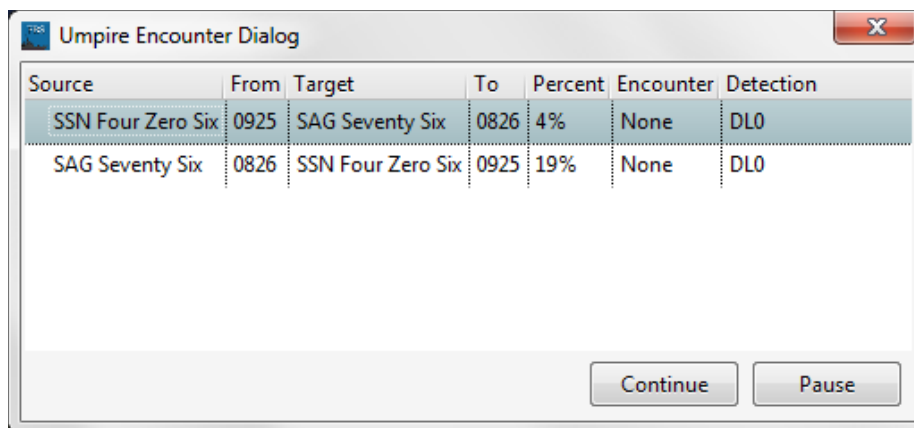 Umpire Encounter Dialog
Source From Target To Percent Encounter Detection
SSN Four Zero Six 0925 SAG Seventy Six 0826 4% None DL0
SAG Seventy Six 0826 SSN Four Zero Six 0925 19% None DL0
Continue Pause